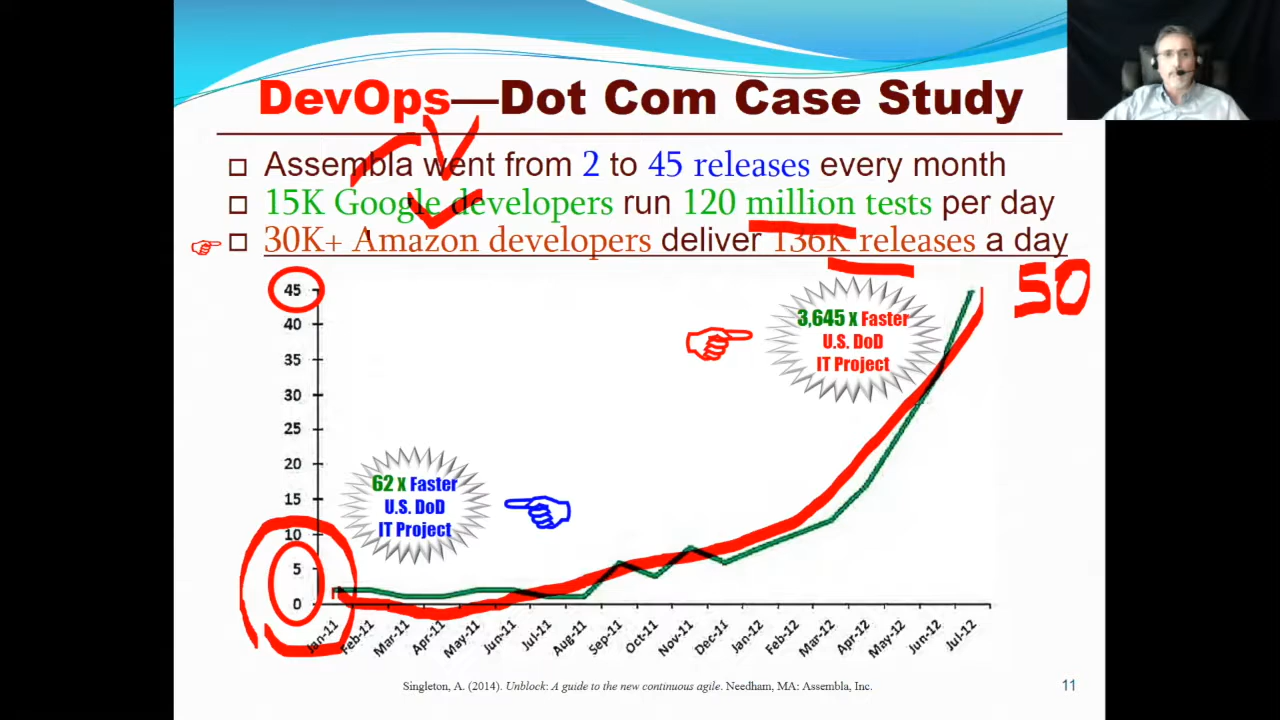 DevOps—Dot Com Case Study
□ Assembla went from 2 to 45 releases every month
□ 15K Google developers run 120 million tests per day
□ 30K+ Amazon developers deliver 136K releases a day
50
45
40
35
30
25
20
15
10
5
0
3,645 x Faster
U.S. DoD
IT Project
62 x Faster
U.S. DoD
IT Project
Jan-11 Feb-11 Mar-11 Apr-11 May-11 Jun-11 Jul-11 Aug-11 Sep-11 Oct-11 Nov-11 Dec-11 Jan-12 Feb-12 Mar-12 Apr-12 May-12 Jun-12 Jul-12
Singleton, A. (2014). Unblock: A guide to the new continuous agile. Needham, MA: Assembla, Inc.
11